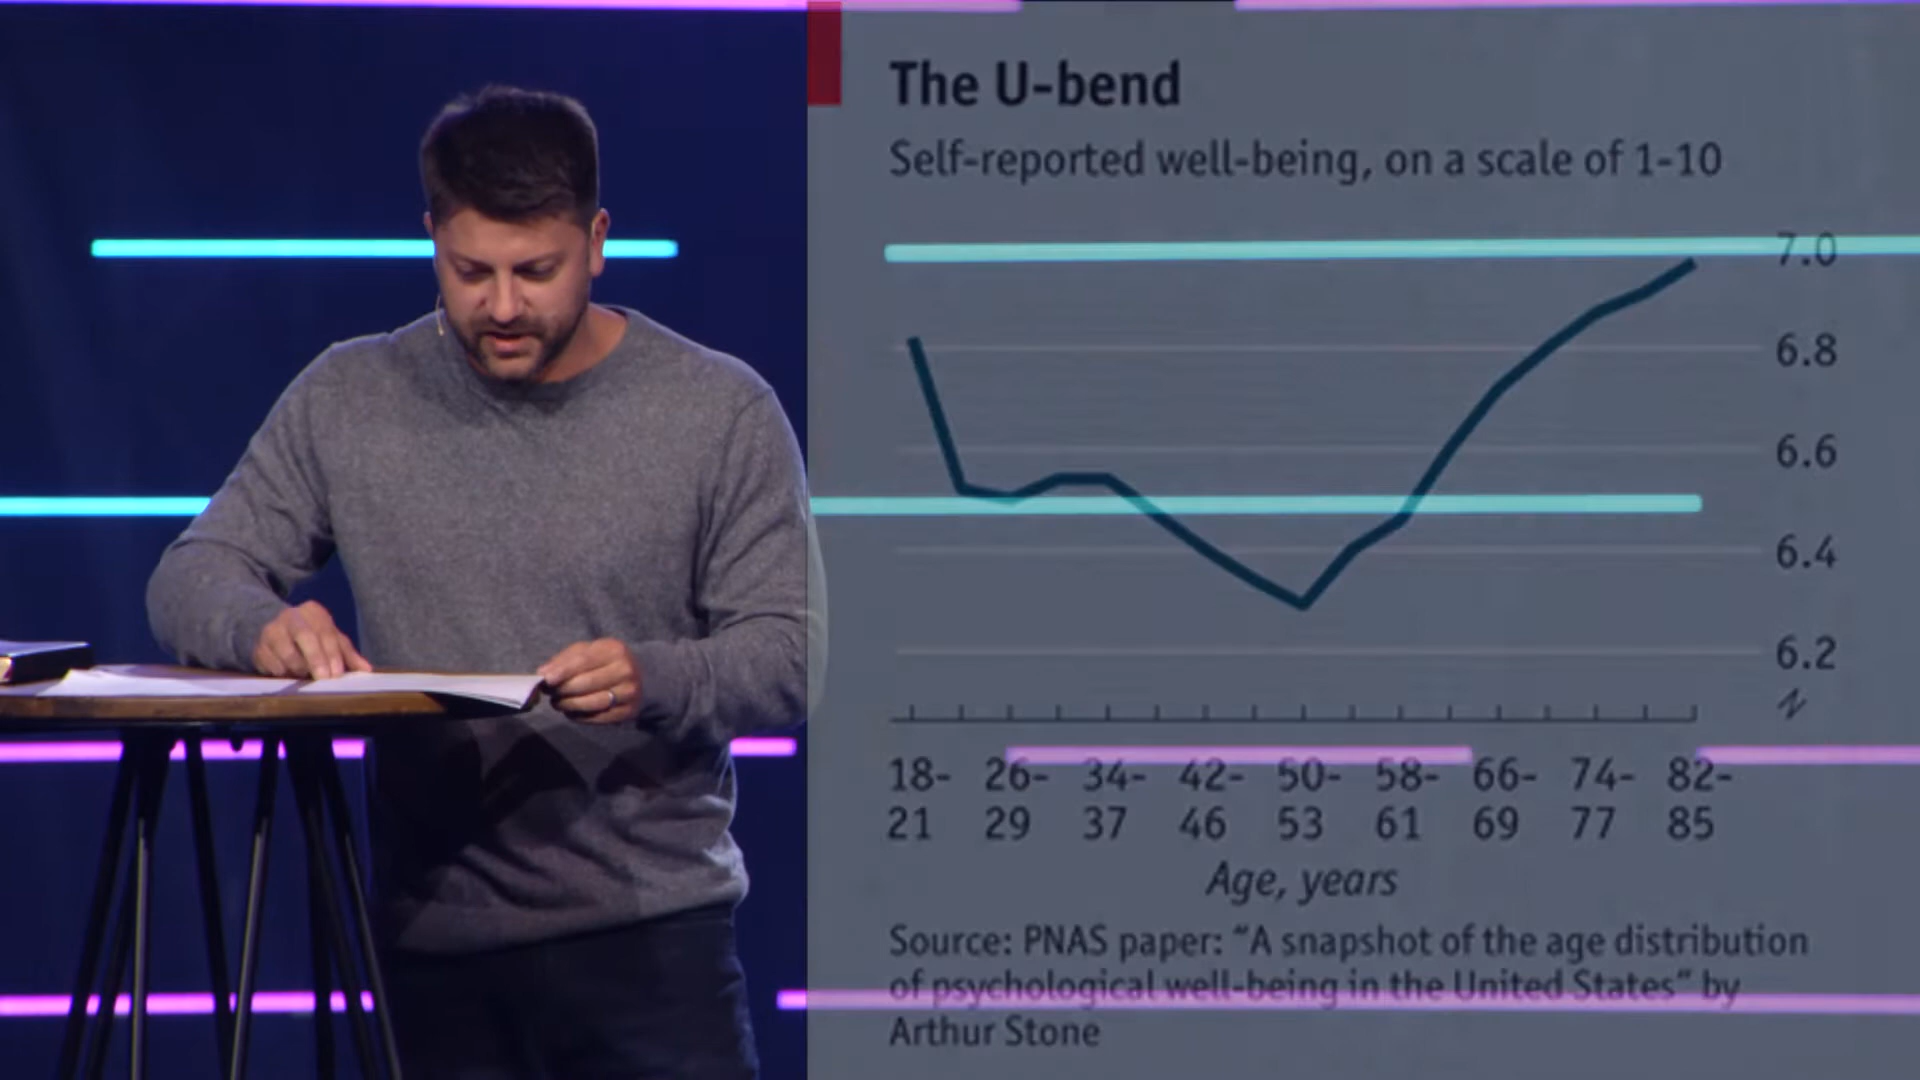 The U-bend
Self-reported well-being, on a scale of 1-10
7.0
6.8
6.6
6.4
6.2
18- 26- 34- 42- 50- 58- 66- 74- 82-
21 29 37 46 53 61 69 77 85
Age, years
Source: PNAS paper: “A snapshot of the age distribution
of psychological well-being in the United States” by
Arthur Stone